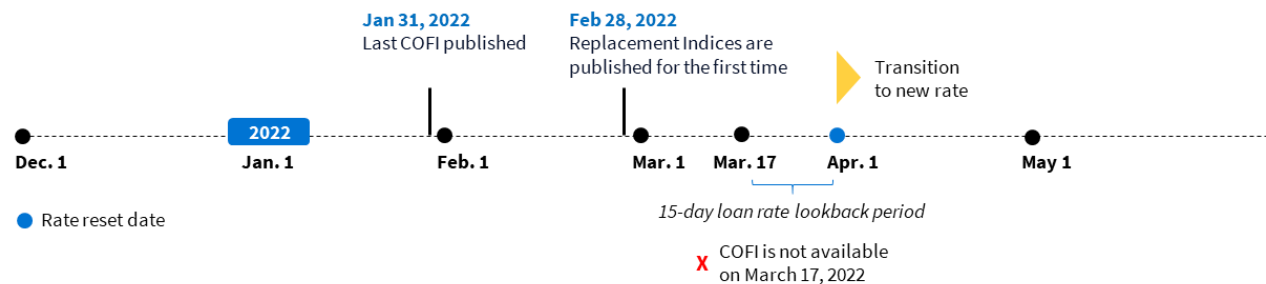 Jan 31, 2022
Last COFI published
Feb 28, 2022
Replacement Indices are
published for the first time
Transition
to new rate
2022
Dec. 1
Jan. 1
Feb. 1
Mar. 1
Mar. 17
Apr. 1
May 1
15-day loan rate lookback period
Rate reset date
X COFI is not available
on March 17, 2022